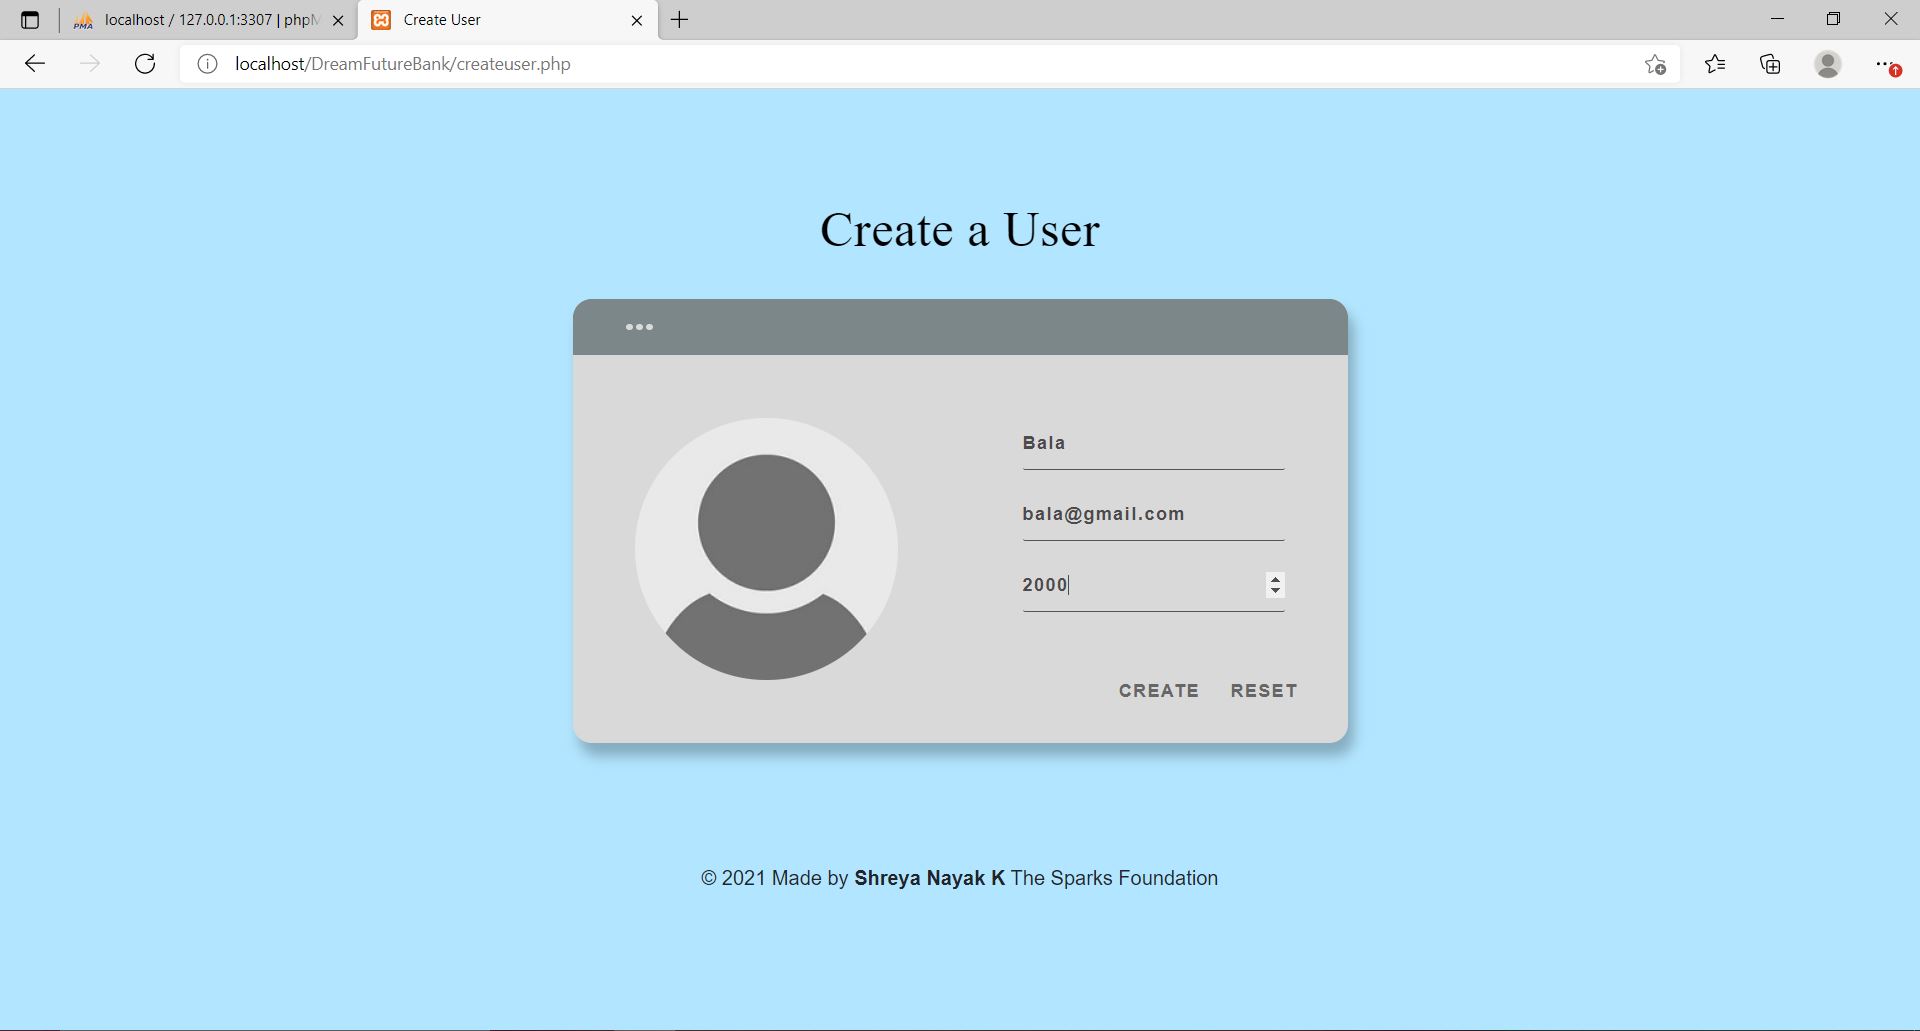 localhost / 127.0.0.1:3307 | phpM
Create User
localhost/DreamFutureBank/createuser.php
Create a User
Bala
bala@gmail.com
2000
CREATE RESET
© 2021 Made by Shreya Nayak K The Sparks Foundation
PMA